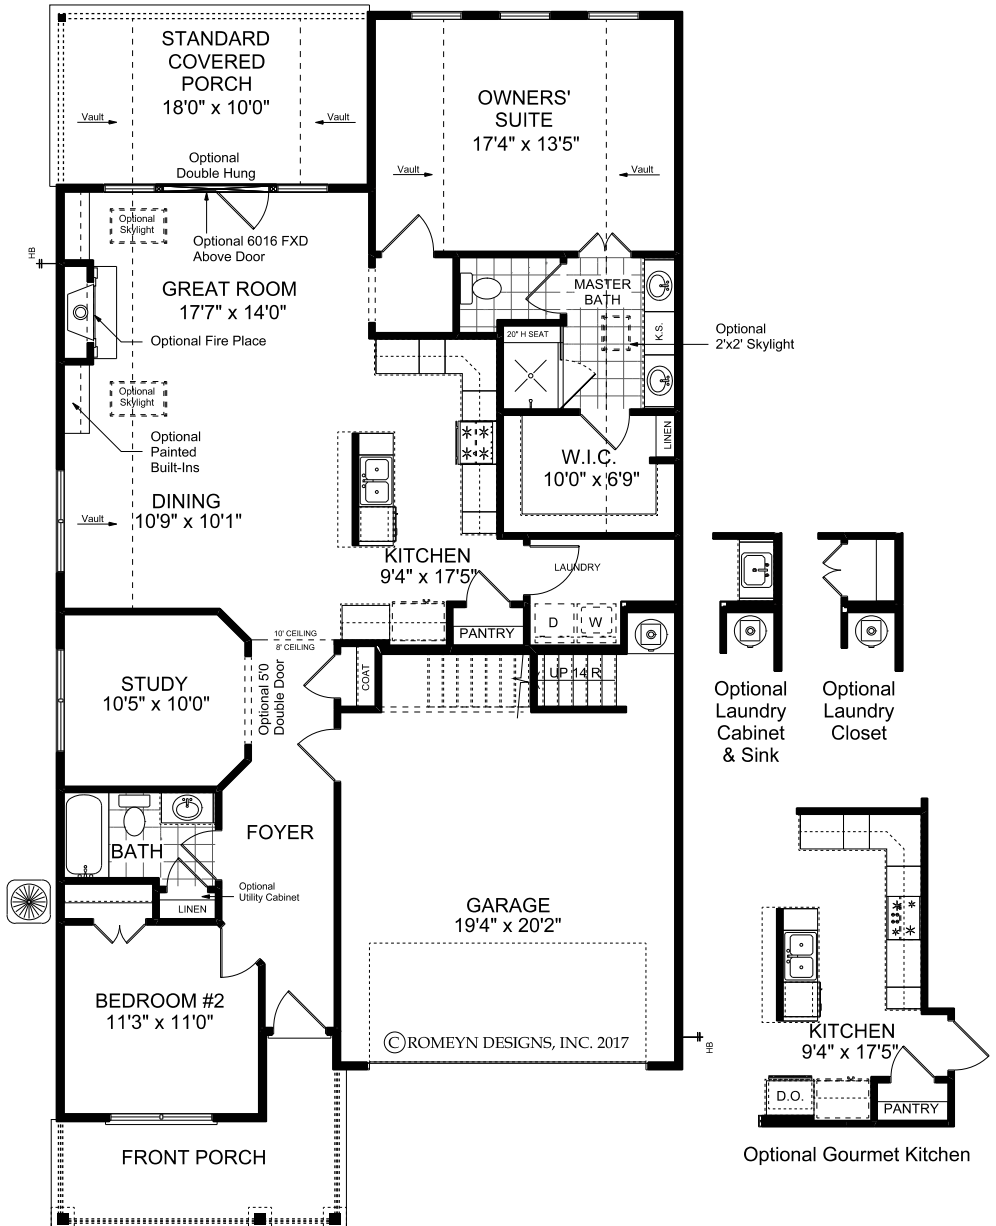 STANDARD
COVERED
PORCH
18'0" x 10'0"
Vault
Vault
Optional
Double Hung
OWNERS'
SUITE
17'4" x 13'5"
Vault
Vault
Optional
Skylight
Optional 6016 FXD
Above Door
HB
GREAT ROOM
17'7" x 14'0"
Optional Fire Place
MASTER
BATH
K.S.
20" H SEAT
Optional
2'x2' Skylight
Optional
Skylight
Optional
Painted
Built-Ins
LINEN
W.I.C.
10'0" x 6'9"
DINING
10'9" x 10'1"
Vault
KITCHEN
9'4" x 17'5"
LAUNDRY
D
W
PANTRY
10' CEILING
8' CEILING
Optional 5'0
Double Door
COAT
UP 14 R
STUDY
10'5" x 10'0"
Optional
Laundry
Cabinet
& Sink
Optional
Laundry
Closet
BATH
FOYER
Optional
Utility Cabinet
LINEN
GARAGE
19'4" x 20'2"
BEDROOM #2
11'3" x 11'0"
© ROMEYN DESIGNS, INC. 2017
HB
KITCHEN
9'4" x 17'5"
D.O.
PANTRY
Optional Gourmet Kitchen
FRONT PORCH